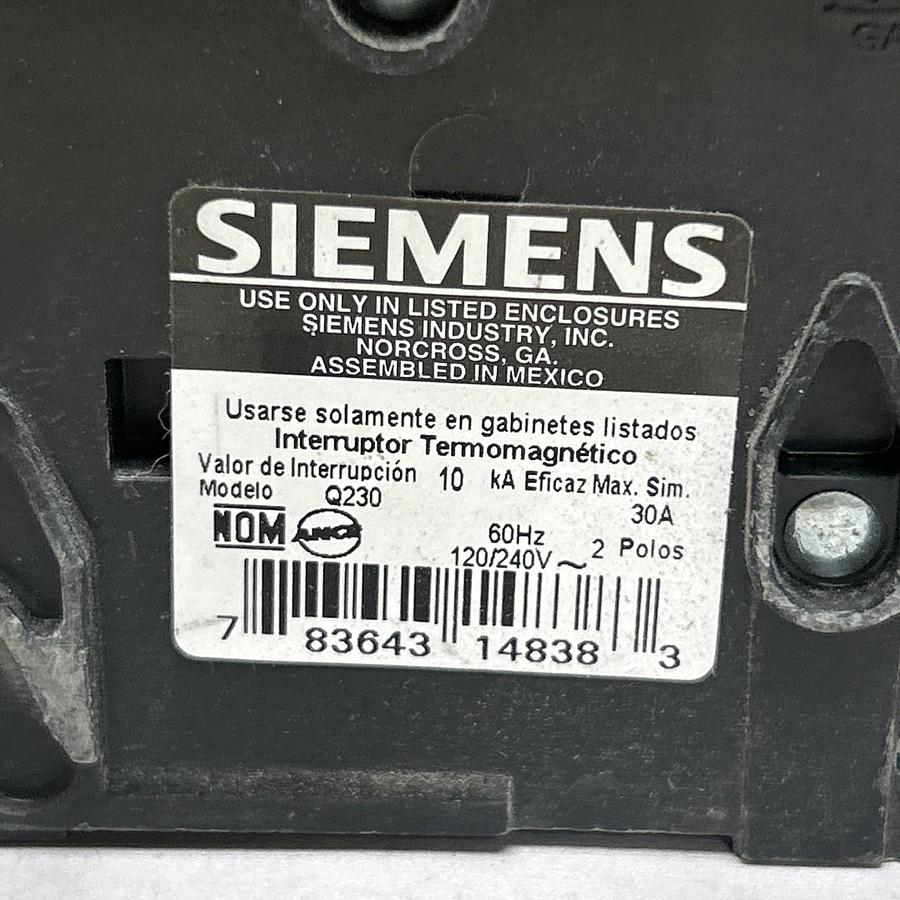 SIEMENS
USE ONLY IN LISTED ENCLOSURES
SIEMENS INDUSTRY, INC.
NORCROSS, GA.
ASSEMBLED IN MEXICO
Usarse solamente en gabinetes listados
Interruptor Termomagnético
Valor de Interrupción 10 kA Eficaz Max. Sim.
Modelo Q230 30A
NOM ANCE 60Hz
120/240V ~ 2 Polos
7 83643 14838 3